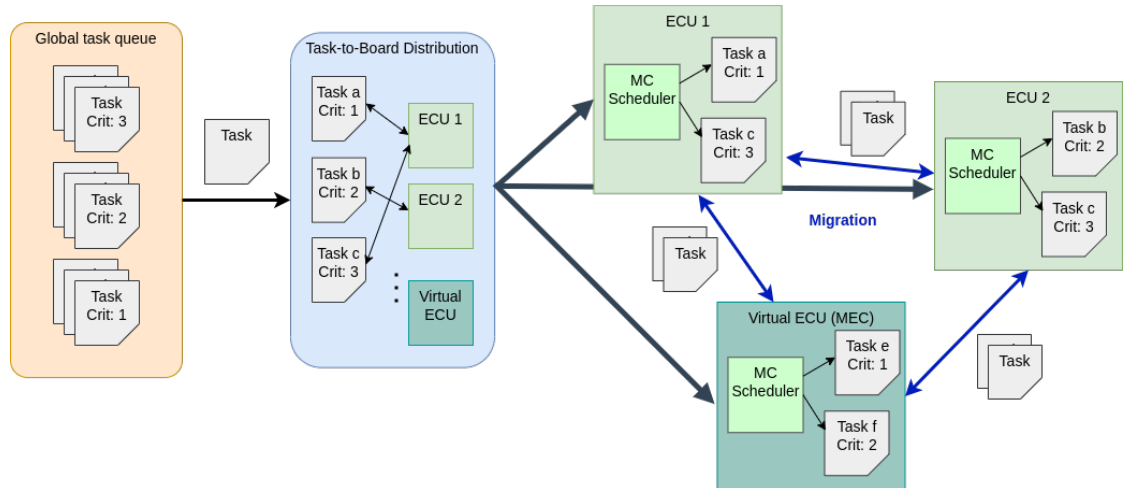 Global task queue
Task
Crit: 3
Task
Crit: 2
Task
Crit: 1
Task
Task-to-Board Distribution
Task a
Crit: 1
Task b
Crit: 2
Task c
Crit: 3
ECU 1
ECU 2
Virtual
ECU
ECU 1
MC
Scheduler
Task a
Crit: 1
Task c
Crit: 3
Task
Migration
Task
ECU 2
MC
Scheduler
Task b
Crit: 2
Task c
Crit: 3
Virtual ECU (MEC)
MC
Scheduler
Task e
Crit: 1
Task f
Crit: 2
Task